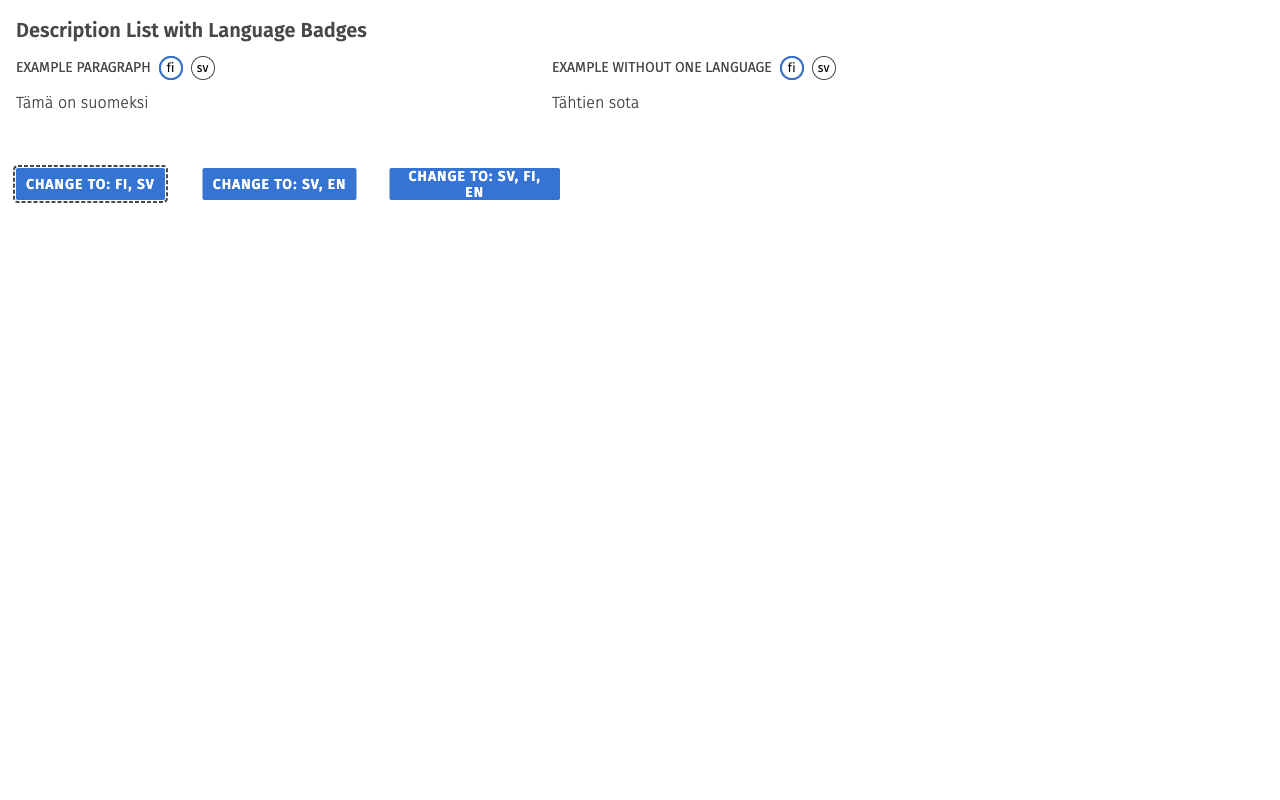 Description List with Language Badges
EXAMPLE PARAGRAPH fi sv
EXAMPLE WITHOUT ONE LANGUAGE fi sv
Tämä on suomeksi
Tähtien sota
CHANGE TO: FI, SV
CHANGE TO: SV, EN
CHANGE TO: SV, FI,
EN